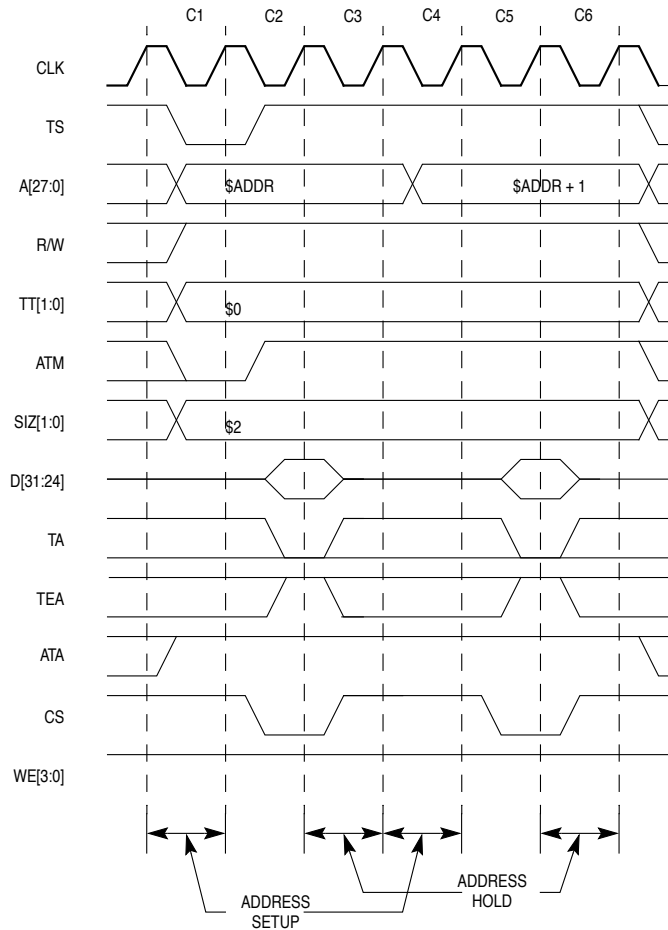 C1 C2 C3 C4 C5 C6
CLK
TS
A[27:0] $ADDR $ADDR + 1
R/W
TT[1:0] $0
ATM
SIZ[1:0] $2
D[31:24]
TA
TEA
ATA
CS
WE[3:0]
ADDRESS
SETUP
ADDRESS
HOLD